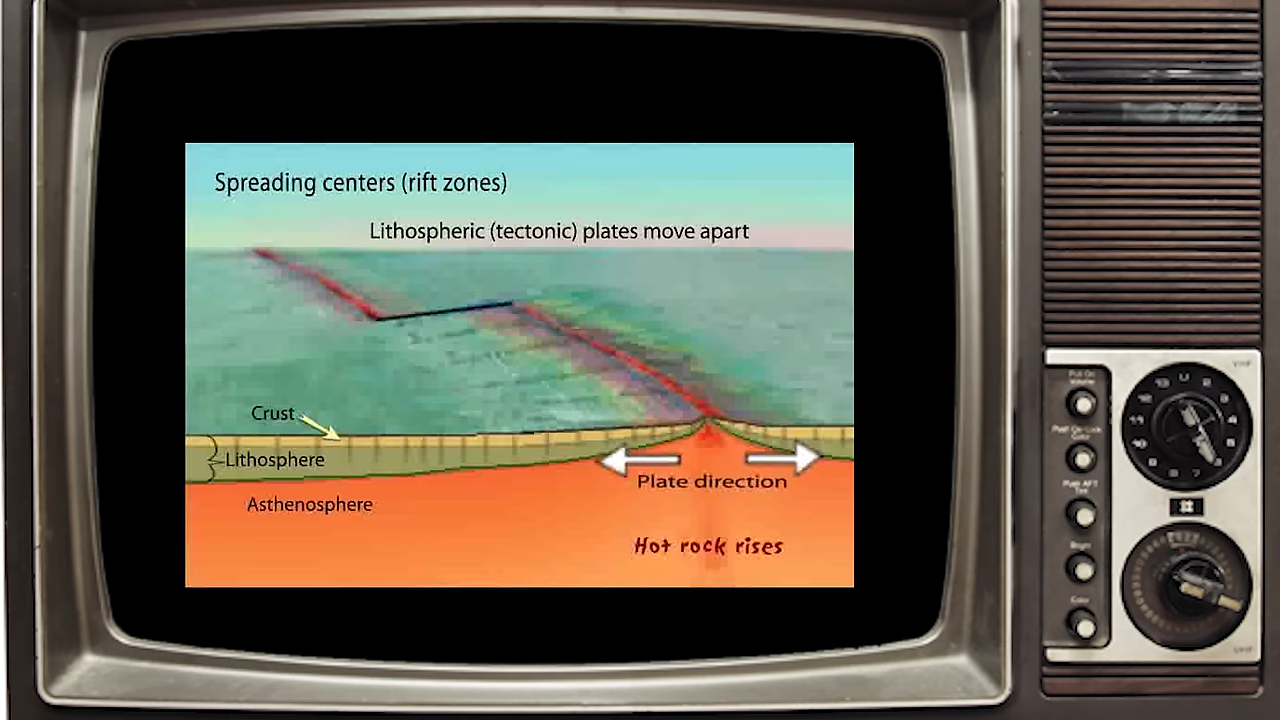 Spreading centers (rift zones)
Lithospheric (tectonic) plates move apart
Crust
Lithosphere
Asthenosphere
Plate direction
Hot rock rises